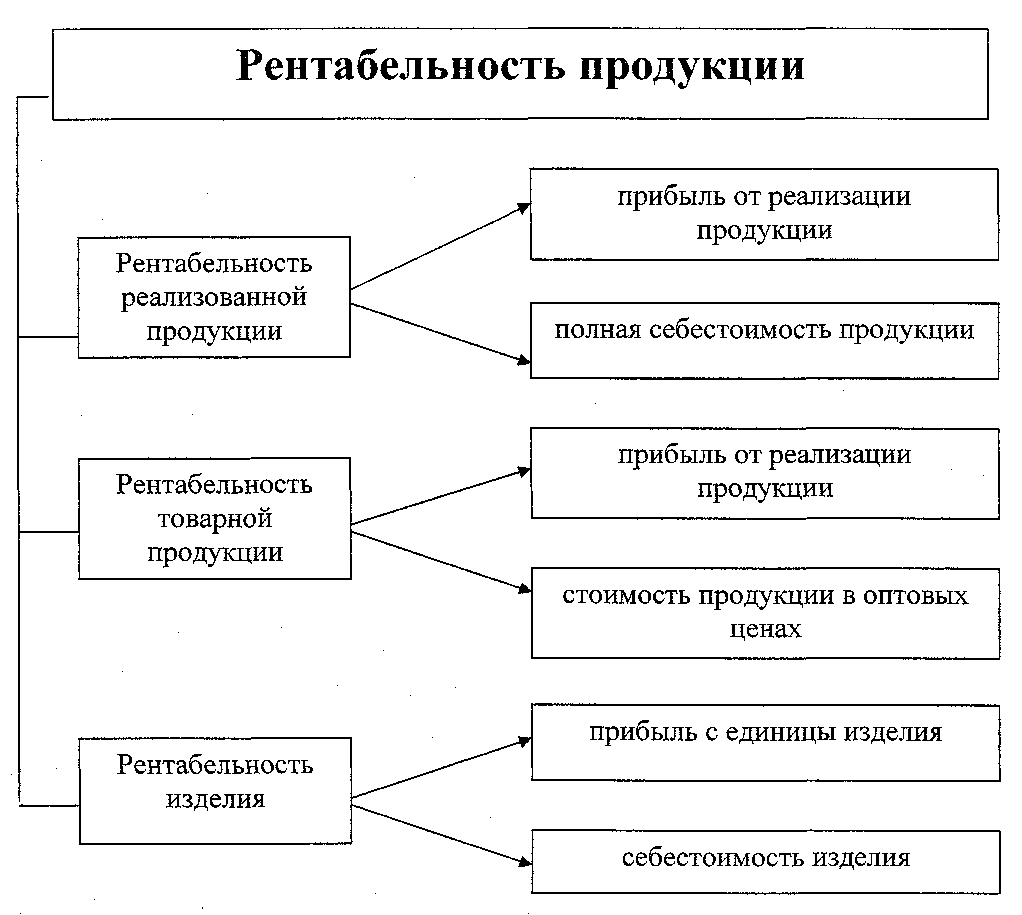 Рентабельность продукции
прибыль от реализации
продукции
Рентабельность
реализованной
продукции
полная себестоимость продукции
прибыль от реализации
продукции
Рентабельность
товарной
продукции
стоимость продукции в оптовых
ценах
прибыль с единицы изделия
Рентабельность
изделия
себестоимость изделия